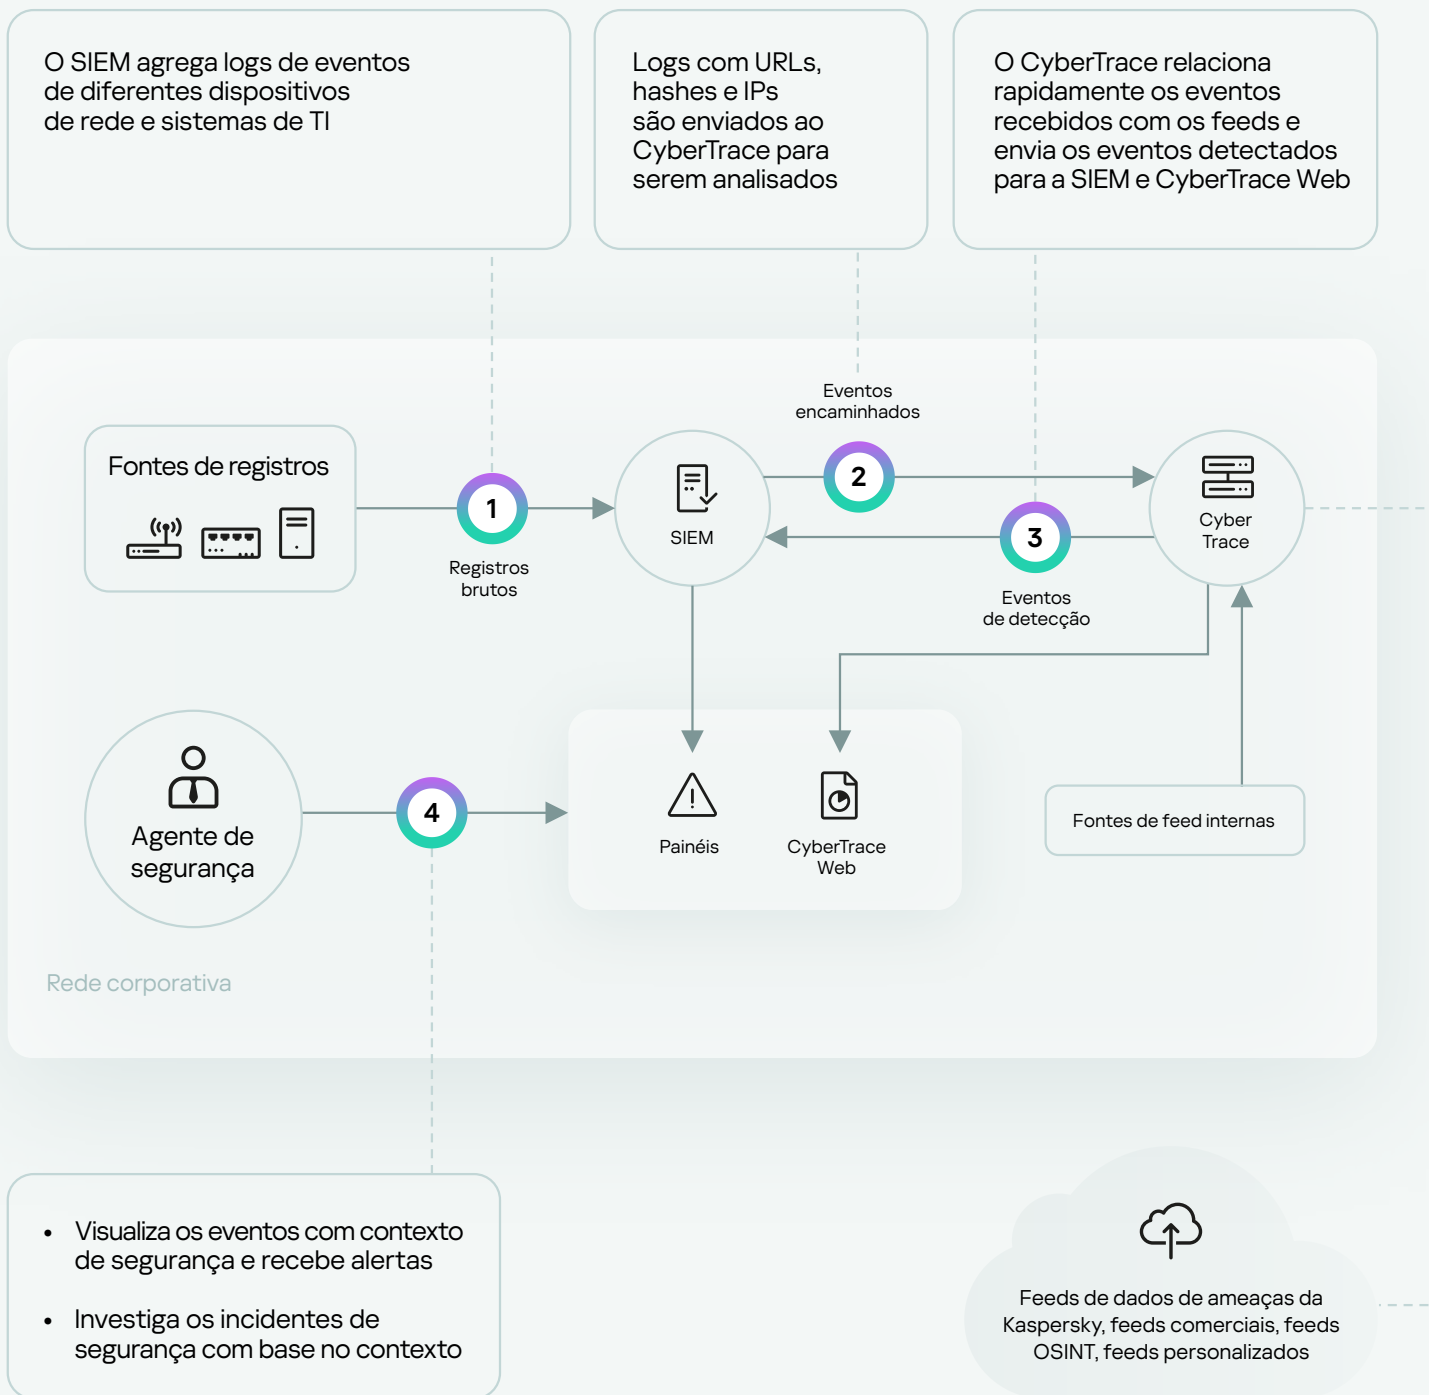 O SIEM agrega logs de eventos
de diferentes dispositivos
de rede e sistemas de TI
Logs com URLs,
hashes e IPs
são enviados ao
CyberTrace para
serem analisados
O CyberTrace relaciona
rapidamente os eventos
recebidos com os feeds e
envia os eventos detectados
para a SIEM e CyberTrace Web
Eventos
encaminhados
Fontes de registros
1
Registros
brutos
SIEM
2
3
Eventos
de detecção
Cyber
Trace
Agente de
segurança
4
Painéis
CyberTrace
Web
Fontes de feed internas
Rede corporativa
• Visualiza os eventos com contexto
de segurança e recebe alertas
• Investiga os incidentes de
segurança com base no contexto
Feeds de dados de ameaças da
Kaspersky, feeds comerciais, feeds
OSINT, feeds personalizados